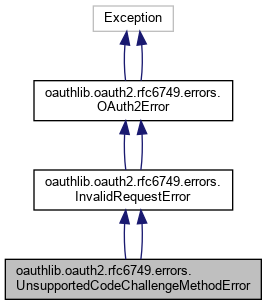 Exception
oauthlib.oauth2.rfc6749.errors.
OAuth2Error
oauthlib.oauth2.rfc6749.errors.
InvalidRequestError
oauthlib.oauth2.rfc6749.errors.
UnsupportedCodeChallengeMethodError